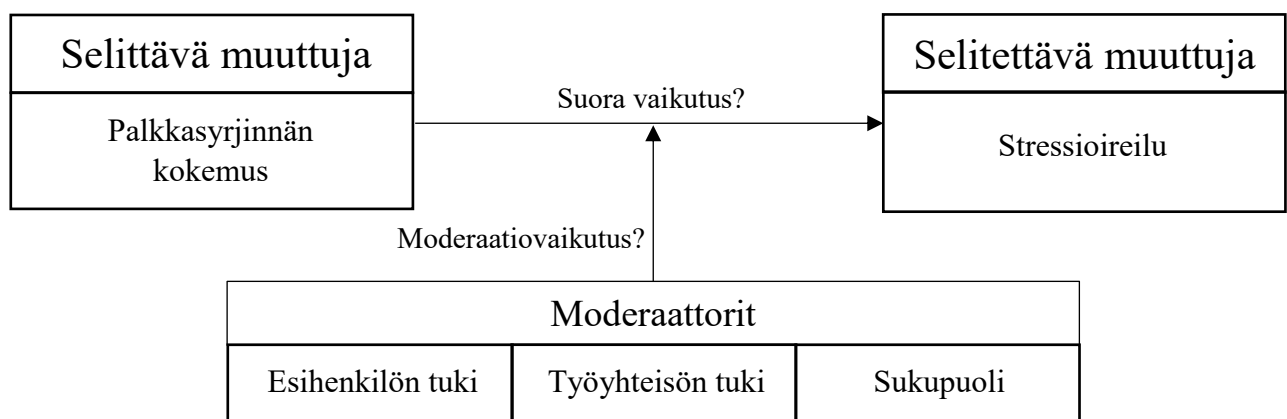 Selittävä muuttuja
Palkkasyrjinnän
kokemus
Suora vaikutus?
Selitettävä muuttuja
Stressioireilu
Moderaatiovaikutus?
Moderaattorit
Esihenkilön tuki
Työyhteisön tuki
Sukupuoli